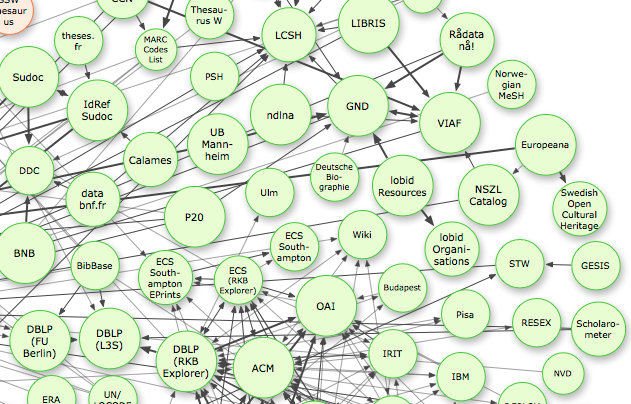 us
Thesau-
rus W
theses.
fr
MARC
Codes
List
LCSH
LIBRIS
Rådata
nå!
Sudoc
PSH
Norwe-
gian
MeSH
IdRef
Sudoc
ndlna
GND
VIAF
UB
Mann-
heim
Calames
Europeana
DDC
Deutsche
Bio-
graphie
lobid
Resources
NSZL
Catalog
Swedish
Open
Cultural
Heritage
data
bnf.fr
Ulm
P20
Wiki
lobid
Organi-
sations
BNB
ECS
South-
ampton
BibBase
ECS
South-
ampton
EPrints
ECS
(RKB
Explorer)
STW
GESIS
Budapest
OAI
Pisa
RESEX
Scholaro-
meter
DBLP
(FU
Berlin)
DBLP
(L3S)
DBLP
(RKB
Explorer)
ACM
IRIT
IBM
NVD
ERA
UN/